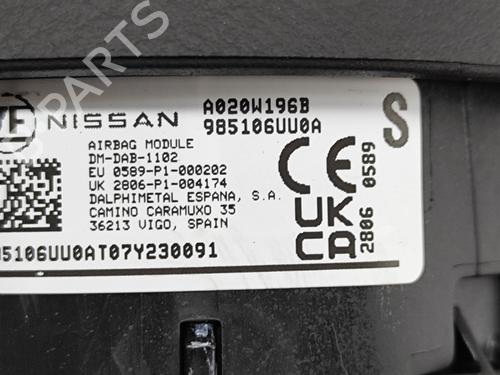 NISSAN
A020W196B
985106UU0A
S
AIRBAG MODULE
DM-DAB-1102
EU 0589-P1-000202
UK 2806-P1-004174
DALPHIMETAL ESPANA, S.A.
CAMINO CARAMUXO 35
36213 VIGO, SPAIN
CE
0589
UK
CA
2806
5106UU0AT07Y230091
PARTS